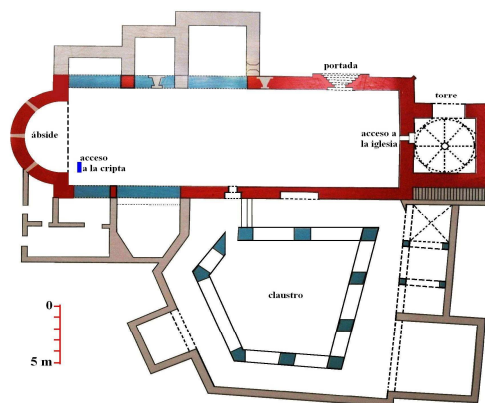 portada
torre
ábside
acceso a
la iglesia
acceso
a la cripta
claustro
0
5 m